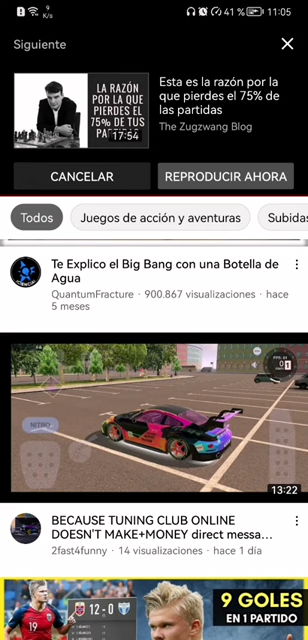 9
K/s
41 %
11:05
Siguiente
LA RAZÓN
POR LA
QUE PIERDES
EL 75% DE
TUS
17:54
Esta es la razón por la
que pierdes el 75% de
las partidas
The Zugzwang Blog
CANCELAR
REPRODUCIR AHORA
Todos
Juegos de acción y aventuras
Subidas
Te Explico el Big Bang con una Botella de
Agua
QuantumFracture · 900.867 visualizaciones · hace
5 meses
NITRO
13:22
BECAUSE TUNING CLUB ONLINE
DOESN'T MAKE+MONEY direct messa...
2fast4funny · 14 visualizaciones · hace 1 día
12-0
9 GOLES
EN 1 PARTIDO